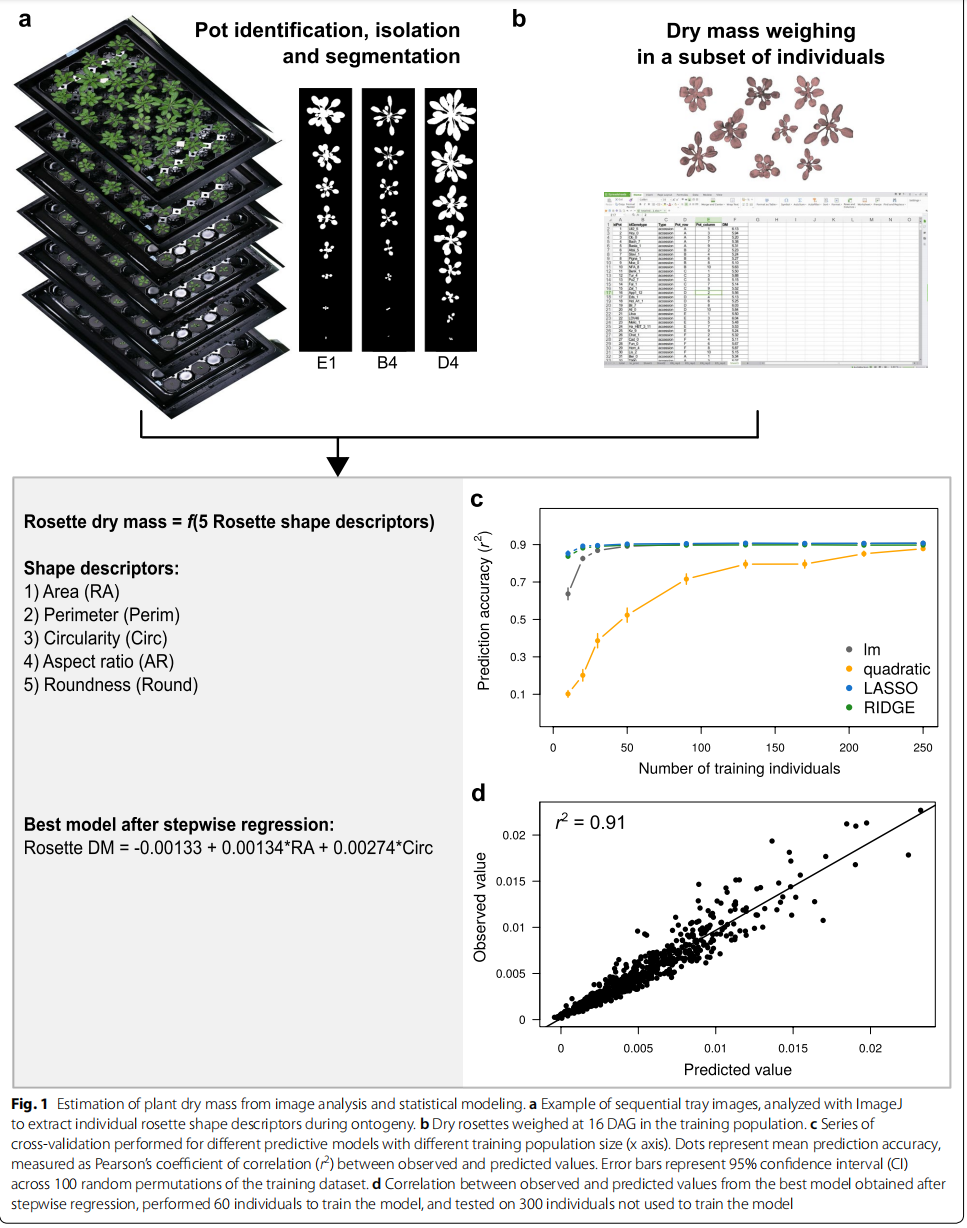 a
Pot identification, isolation
and segmentation
E1
B4
D4
b
Dry mass weighing
in a subset of individuals
Rosette dry mass = f(5 Rosette shape descriptors)
Shape descriptors:
1) Area (RA)
2) Perimeter (Perim)
3) Circularity (Circ)
4) Aspect ratio (AR)
5) Roundness (Round)
Best model after stepwise regression:
Rosette DM = -0.00133 + 0.00134*RA + 0.00274*Circ
c
Prediction accuracy (r²)
0.9
0.7
0.5
0.3
0.1
lm
quadratic
LASSO
RIDGE
0 50 100 150 200 250
Number of training individuals
d
r² = 0.91
Observed value
0.02
0.015
0.01
0.005
0
0 0.005 0.01 0.015 0.02
Predicted value
Fig. 1 Estimation of plant dry mass from image analysis and statistical modeling. a Example of sequential tray images, analyzed with ImageJ
to extract individual rosette shape descriptors during ontogeny. b Dry rosettes weighed at 16 DAG in the training population. c Series of
cross-validation performed for different predictive models with different training population size (x axis). Dots represent mean prediction accuracy,
measured as Pearson's coefficient of correlation (r²) between observed and predicted values. Error bars represent 95% confidence interval (CI)
across 100 random permutations of the training dataset. d Correlation between observed and predicted values from the best model obtained after
stepwise regression, performed 60 individuals to train the model, and tested on 300 individuals not used to train the model